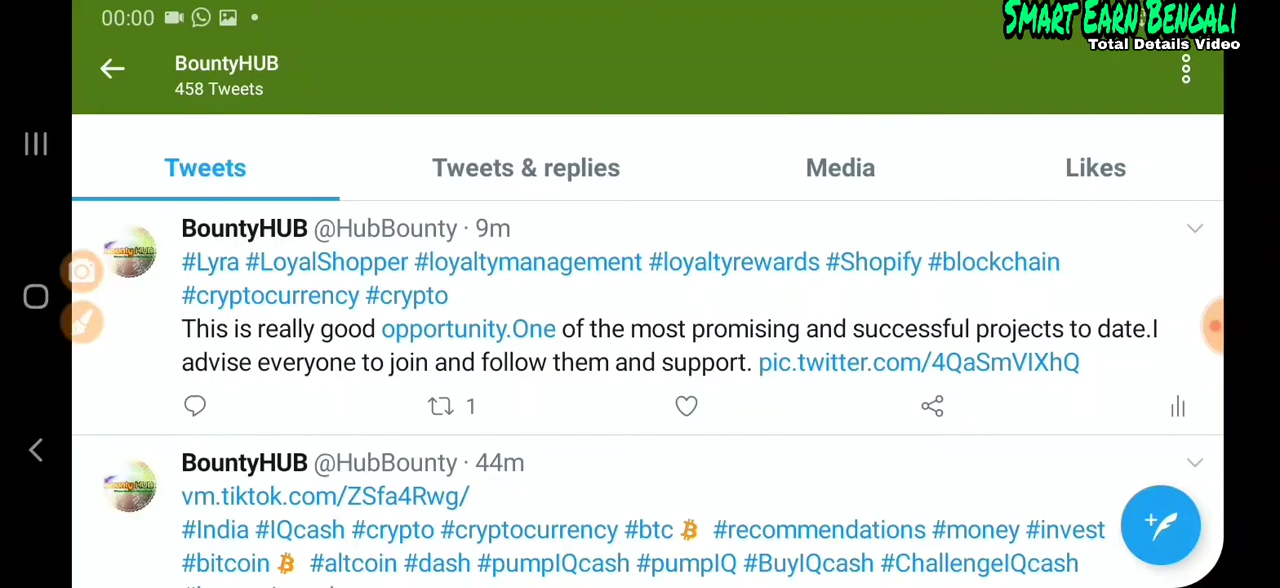 00:00
SMART EARN BENGALI
Total Details Video
BountyHUB
458 Tweets
Tweets
Tweets & replies
Media
Likes
BountyHUB @HubBounty · 9m
#Lyra #LoyalShopper #loyaltymanagement #loyaltyrewards #Shopify #blockchain
#cryptocurrency #crypto
This is really good opportunity.One of the most promising and successful projects to date.I
advise everyone to join and follow them and support. pic.twitter.com/4QaSmVIXhQ
1
BountyHUB @HubBounty · 44m
vm.tiktok.com/ZSfa4Rwg/
#India #IQcash #crypto #cryptocurrency #btc #recommendations #money #invest
#bitcoin #altcoin #dash #pumpIQcash #pumpIQ #BuyIQcash #ChallengeIQcash